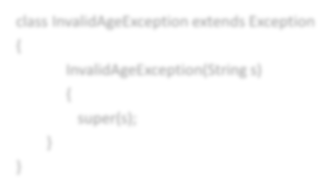 class InvalidAgeException extends Exception
{
InvalidAgeException(String s)
{
super(s);
}
}